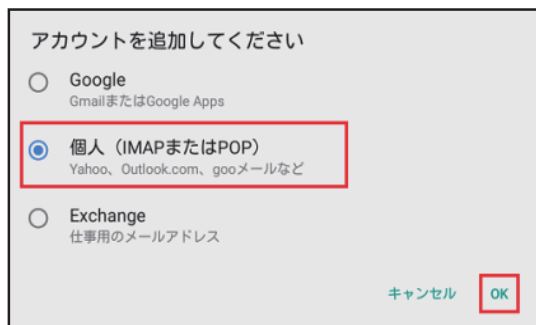 アカウントを追加してください
Google
GmailまたはGoogle Apps
個人（IMAPまたはPOP）
Yahoo、Outlook.com、gooメールなど
Exchange
仕事用のメールアドレス
キャンセル OK